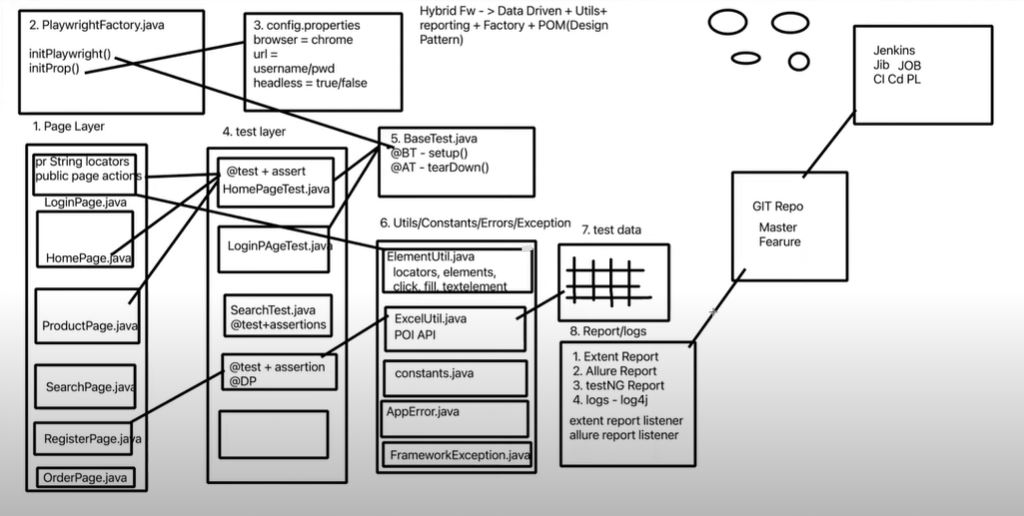 Hybrid Fw - > Data Driven + Utils+
reporting + Factory + POM(Design
Pattern)
2. PlaywrightFactory.java
initPlaywright()
initProp()
3. config.properties
browser = chrome
url =
username/pwd
headless = true/false
Jenkins
Jib JOB
CI Cd PL
1. Page Layer
pr String locators
public page actions
LoginPage.java
HomePage.java
ProductPage.java
SearchPage.java
RegisterPage.java
OrderPage.java
4. test layer
@test + assert
HomePageTest.java
LoginPAgeTest.java
SearchTest.java
@test+assertions
@test + assertion
@DP
5. BaseTest.java
@BT - setup()
@AT - tearDown()
6. Utils/Constants/Errors/Exception
ElementUtil.java
locators, elements,
click, fill, textelement
ExcelUtil.java
POI API
constants.java
AppError.java
FrameworkException.java
7. test data
8. Report/logs
1. Extent Report
2. Allure Report
3. testNG Report
4. logs - log4j
extent report listener
allure report listener
GIT Repo
Master
Fearure